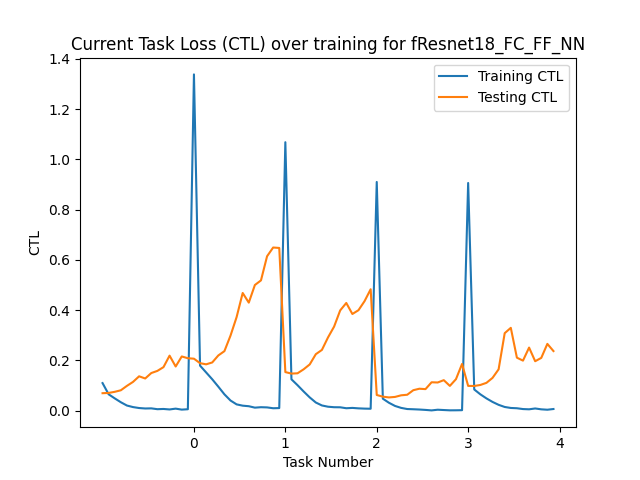 Current Task Loss (CTL) over training for fResnet18_FC_FF_NN
Training CTL
Testing CTL
1.4
1.2
1.0
0.8
0.6
0.4
0.2
0.0
CTL
0 1 2 3 4
Task Number